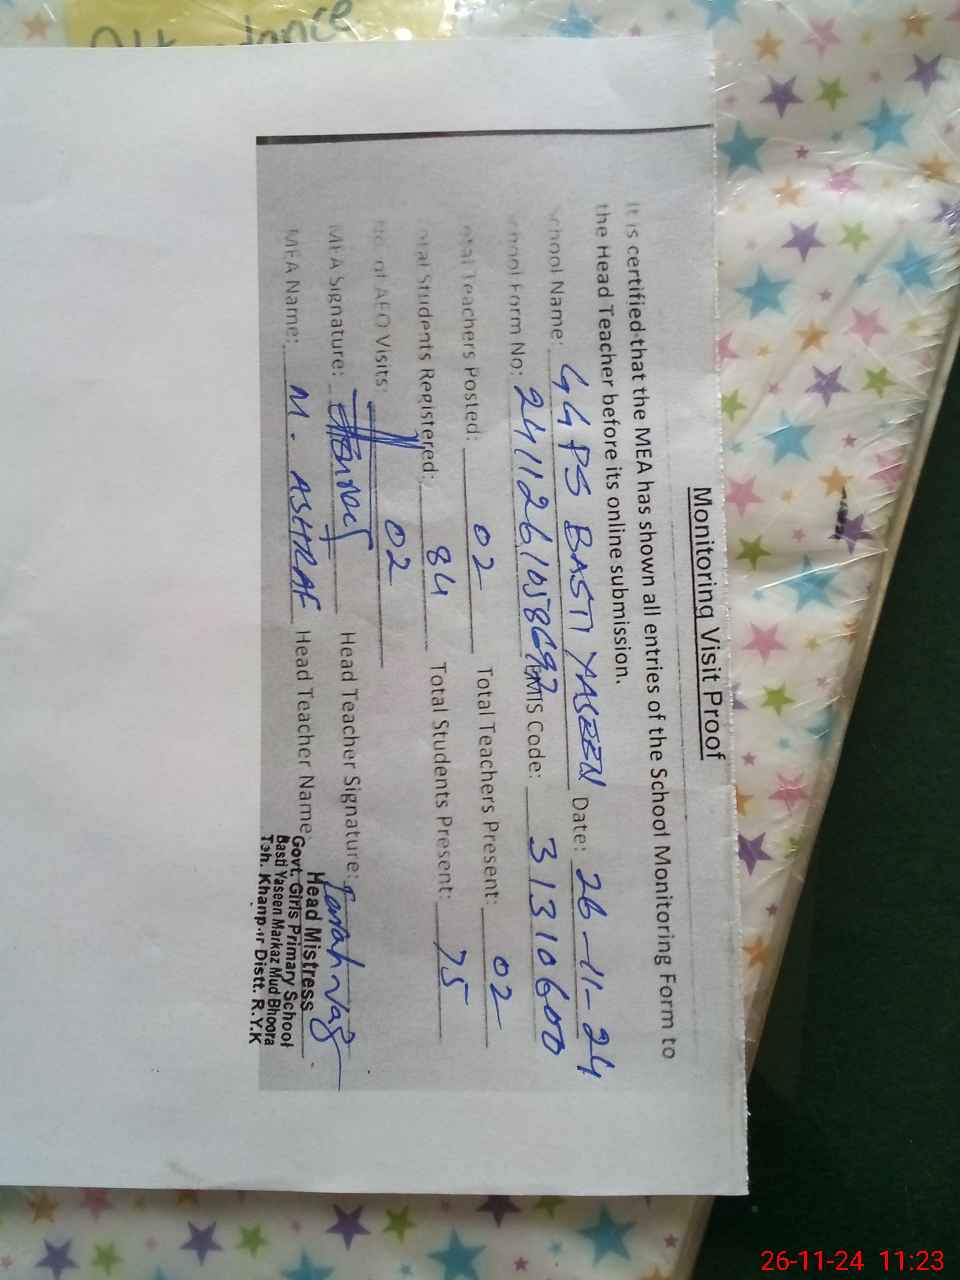 Attendance
Monitoring Visit Proof
It is certified that the MEA has shown all entries of the School Monitoring Form to
the Head Teacher before its online submission.
School Name: GGPS BASTI YASEEN Date: 26-11-24
School Form No: EMIS Code: 31310600
Total Teachers Posted: 02 Total Teachers Present: 02
Total Students Registered: 84 Total Students Present: 75
No. of AEO Visits: 02
MEA Signature: Head Teacher Signature:
MEA Name: M. ASHRAF Head Teacher Name:
Head Mistress
Govt. Girls Primary School
Basti Yaseen Markaz Mud Bhoora
Teh. Khanpur Distt. R.Y.K
26-11-24 11:23